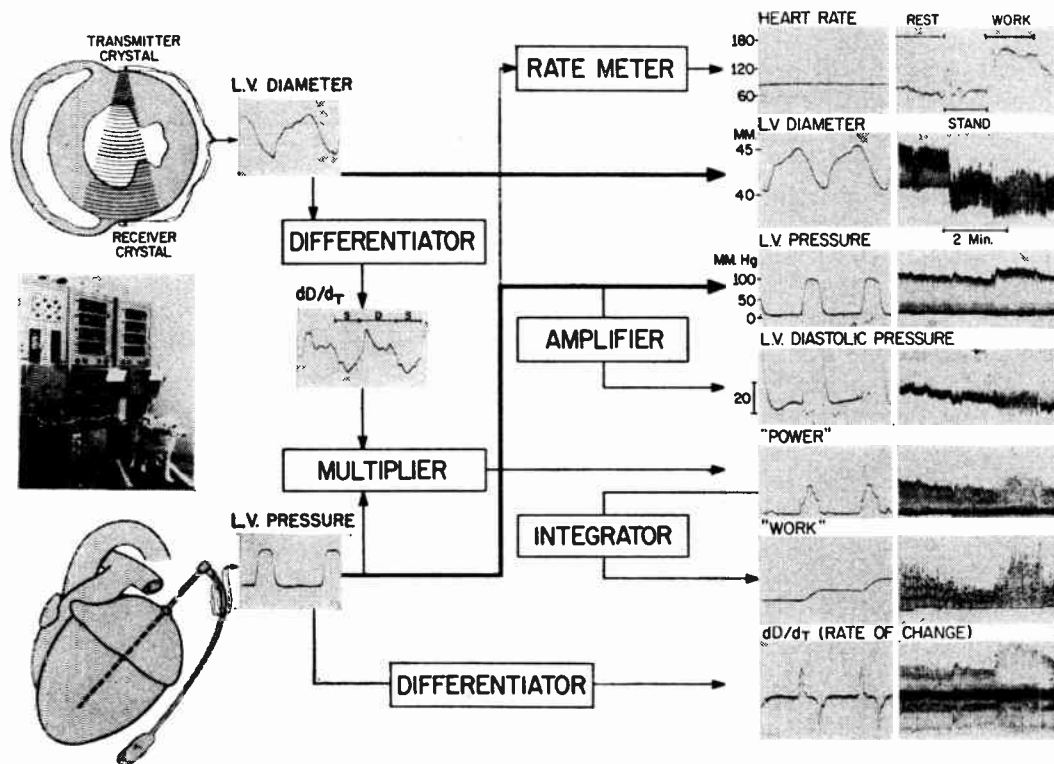 TRANSMITTER
CRYSTAL
L.V. DIAMETER
RECEIVER
CRYSTAL
DIFFERENTIATOR
dD/dT
S D S
MULTIPLIER
L.V. PRESSURE
DIFFERENTIATOR
RATE METER
AMPLIFIER
INTEGRATOR
HEART RATE
REST WORK
180
120
60
STAND
L.V. DIAMETER
MM.
45
40
2 Min.
L.V. PRESSURE
MM. Hg
100
50
0
L.V. DIASTOLIC PRESSURE
20
"POWER"
"WORK"
dD/dT (RATE OF CHANGE)